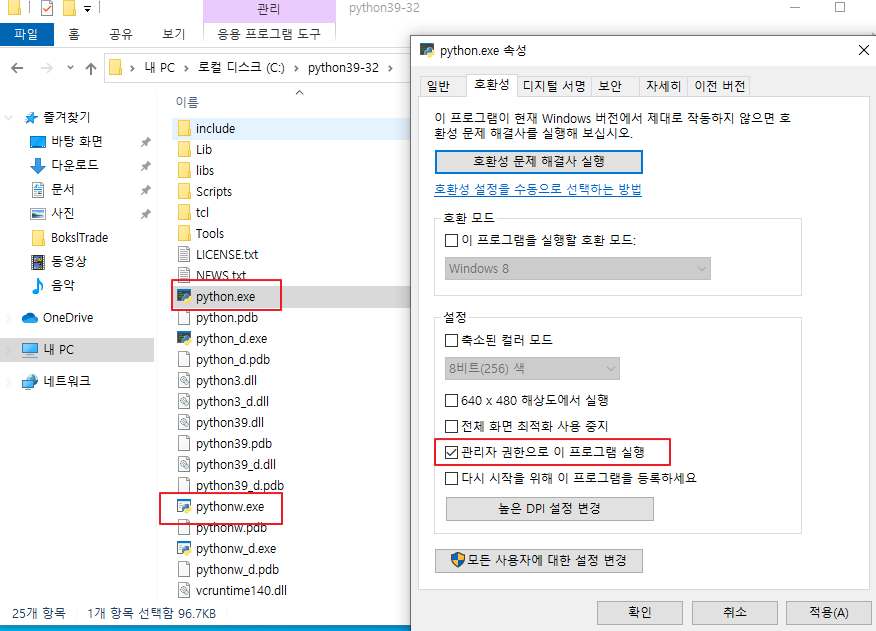 관리
python39-32
파일
홈
공유
보기
응용 프로그램 도구
내 PC
로컬 디스크 (C:)
python39-32
이름
즐겨찾기
바탕 화면
다운로드
문서
사진
BokslTrade
동영상
음악
OneDrive
내 PC
네트워크
include
Lib
libs
Scripts
tcl
Tools
LICENSE.txt
NEWS.txt
python.exe
python.pdb
python_d.exe
python_d.pdb
python3.dll
python3_d.dll
python39.dll
python39.pdb
python39_d.dll
python39_d.pdb
pythonw.exe
pythonw.pdb
pythonw_d.exe
pythonw_d.pdb
vcruntime140.dll
25개 항목
1개 항목 선택함 96.7KB
python.exe 속성
일반
호환성
디지털 서명
보안
자세히
이전 버전
이 프로그램이 현재 Windows 버전에서 제대로 작동하지 않으면 호
환성 문제 해결사를 실행해 보십시오.
호환성 문제 해결사 실행
호환성 설정을 수동으로 선택하는 방법
호환 모드
이 프로그램을 실행할 호환 모드:
Windows 8
설정
축소된 컬러 모드
8비트(256) 색
640 x 480 해상도에서 실행
전체 화면 최적화 사용 중지
관리자 권한으로 이 프로그램 실행
다시 시작을 위해 이 프로그램을 등록하세요
높은 DPI 설정 변경
모든 사용자에 대한 설정 변경
확인
취소
적용(A)